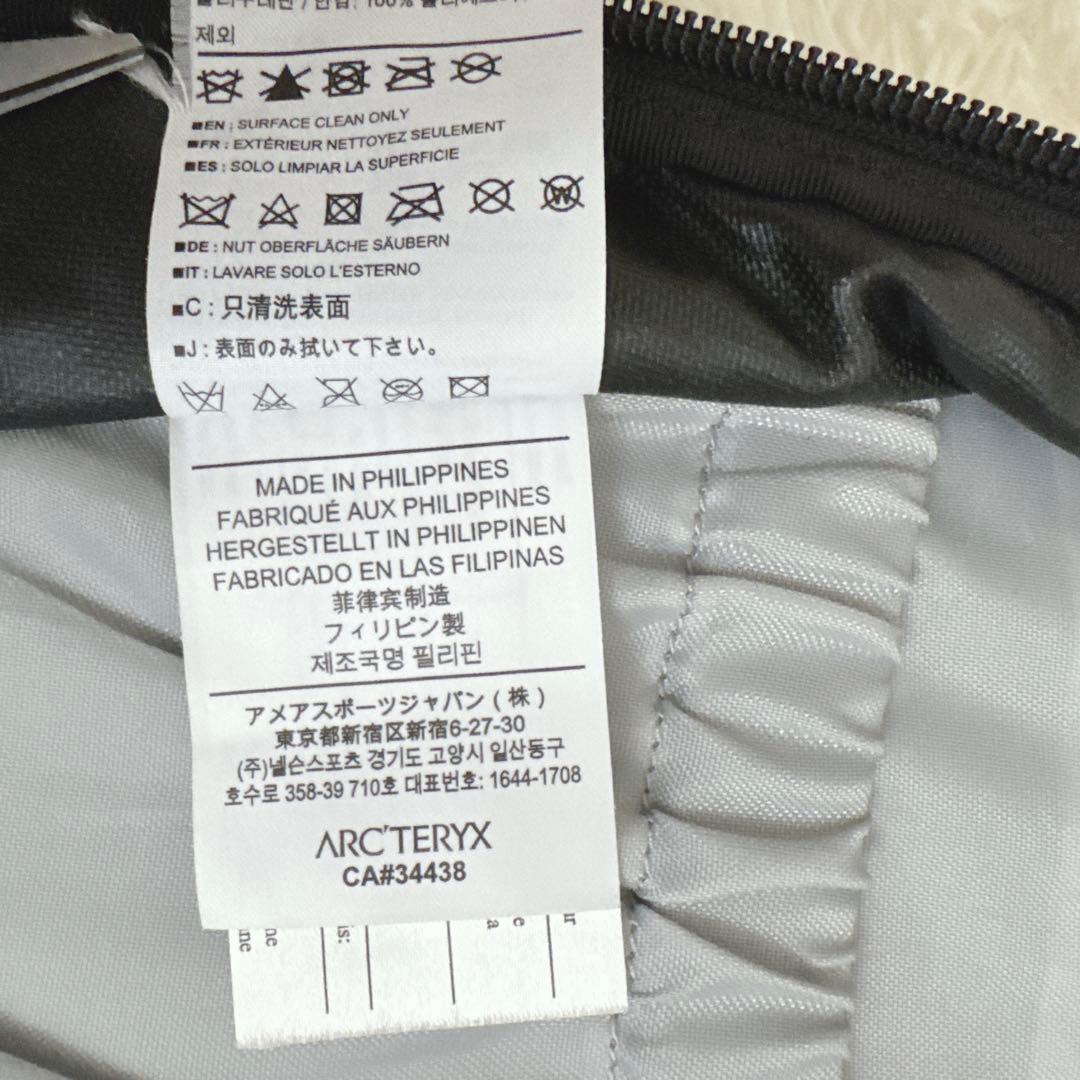 제외
■EN : SURFACE CLEAN ONLY
■FR : EXTÉRIEUR NETTOYEZ SEULEMENT
■ES : SOLO LIMPIAR LA SUPERFICIE
■DE : NUT OBERFLÄCHE SÄUBERN
■IT : LAVARE SOLO L'ESTERNO
■C : 只清洗表面
■J : 表面のみ拭いて下さい。
MADE IN PHILIPPINES
FABRIQUÉ AUX PHILIPPINES
HERGESTELLT IN PHILIPPINEN
FABRICADO EN LAS FILIPINAS
菲律宾制造
フィリピン製
제조국명 필리핀
アメアスポーツジャパン ( 株 )
東京都新宿区新宿6-27-30
(주)넬슨스포츠 경기도 고양시 일산동구
호수로 358-39 710호 대표번호: 1644-1708
ARC'TERYX
CA#34438